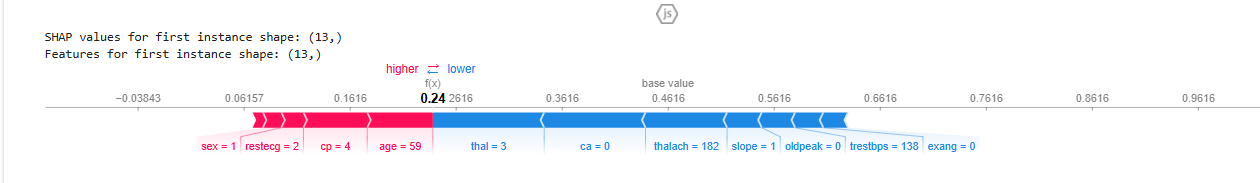 js
SHAP values for first instance shape: (13,)
Features for first instance shape: (13,)
higher ⇄ lower
f(x) base value
−0.03843 0.06157 0.1616 0.24 0.2616 0.3616 0.4616 0.5616 0.6616 0.7616 0.8616 0.9616
sex = 1 restecg = 2 cp = 4 age = 59 thal = 3 ca = 0 thalach = 182 slope = 1 oldpeak = 0 trestbps = 138 exang = 0